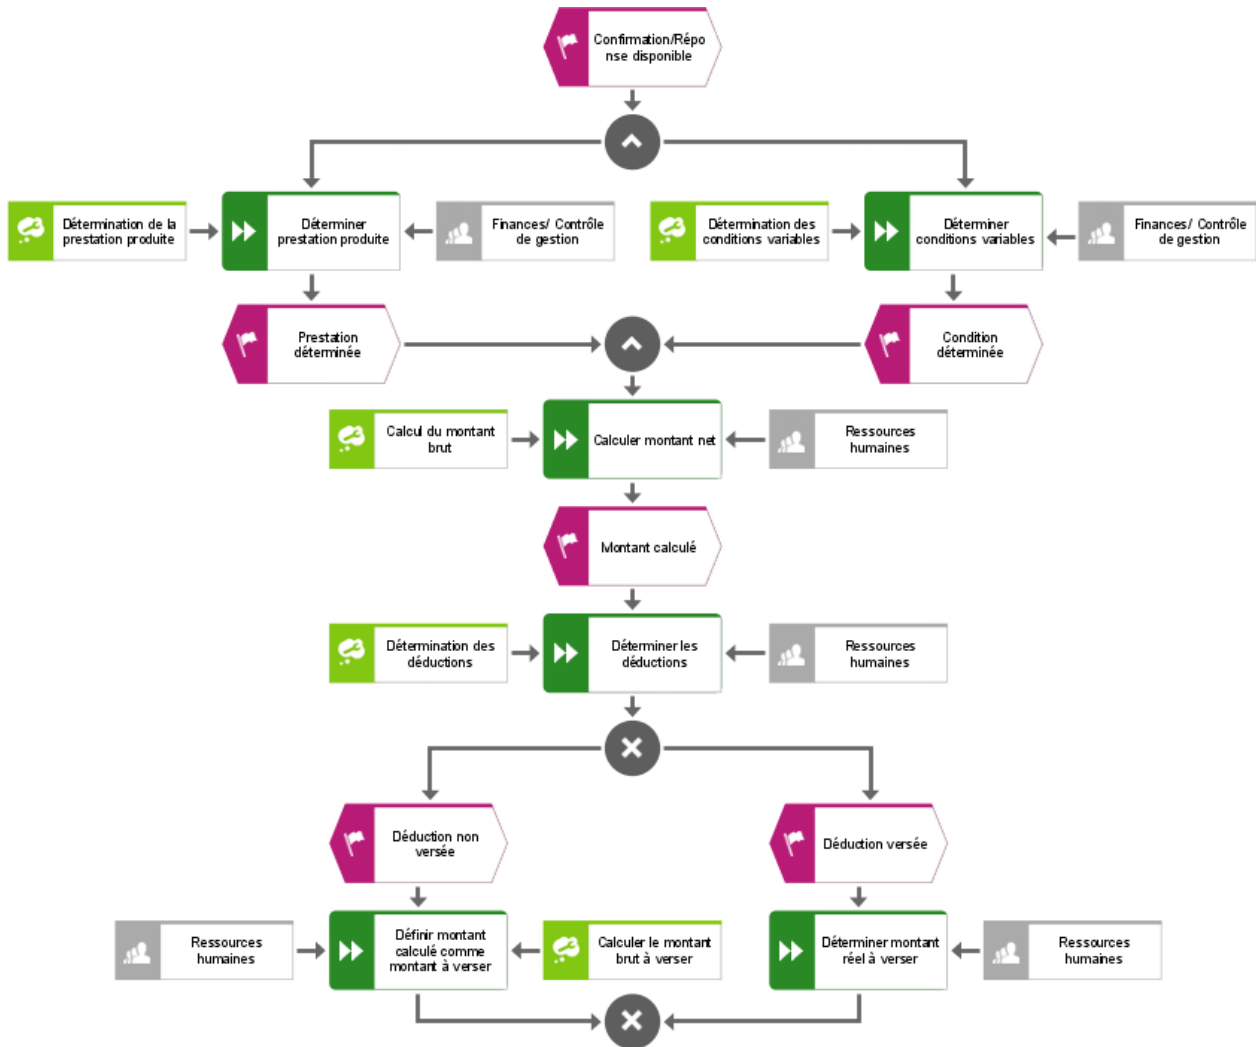 Confirmation/Répo
nse disponible
Détermination de la
prestation produite
Déterminer
prestation produite
Finances/ Contrôle
de gestion
Détermination des
conditions variables
Déterminer
conditions variables
Finances/ Contrôle
de gestion
Prestation
déterminée
Condition
déterminée
Calcul du montant
brut
Calculer montant net
Ressources
humaines
Montant calculé
Détermination des
déductions
Déterminer les
déductions
Ressources
humaines
Déduction non
versée
Déduction versée
Ressources
humaines
Définir montant
calculé comme
montant à verser
Calculer le montant
brut à verser
Déterminer montant
réel à verser
Ressources
humaines